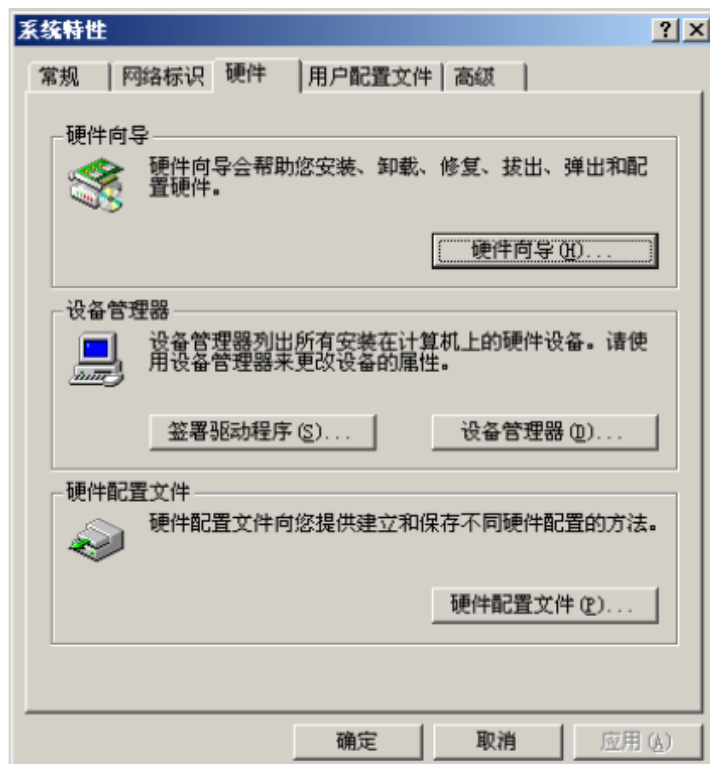 系统特性
常规 网络标识 硬件 用户配置文件 高级
硬件向导
硬件向导会帮助您安装、卸载、修复、拔出、弹出和配
置硬件。
硬件向导(H)...
设备管理器
设备管理器列出所有安装在计算机上的硬件设备。请使
用设备管理器来更改设备的属性。
签署驱动程序(S)... 设备管理器(D)...
硬件配置文件
硬件配置文件向您提供建立和保存不同硬件配置的方法。
硬件配置文件(P)...
确定 取消 应用(A)